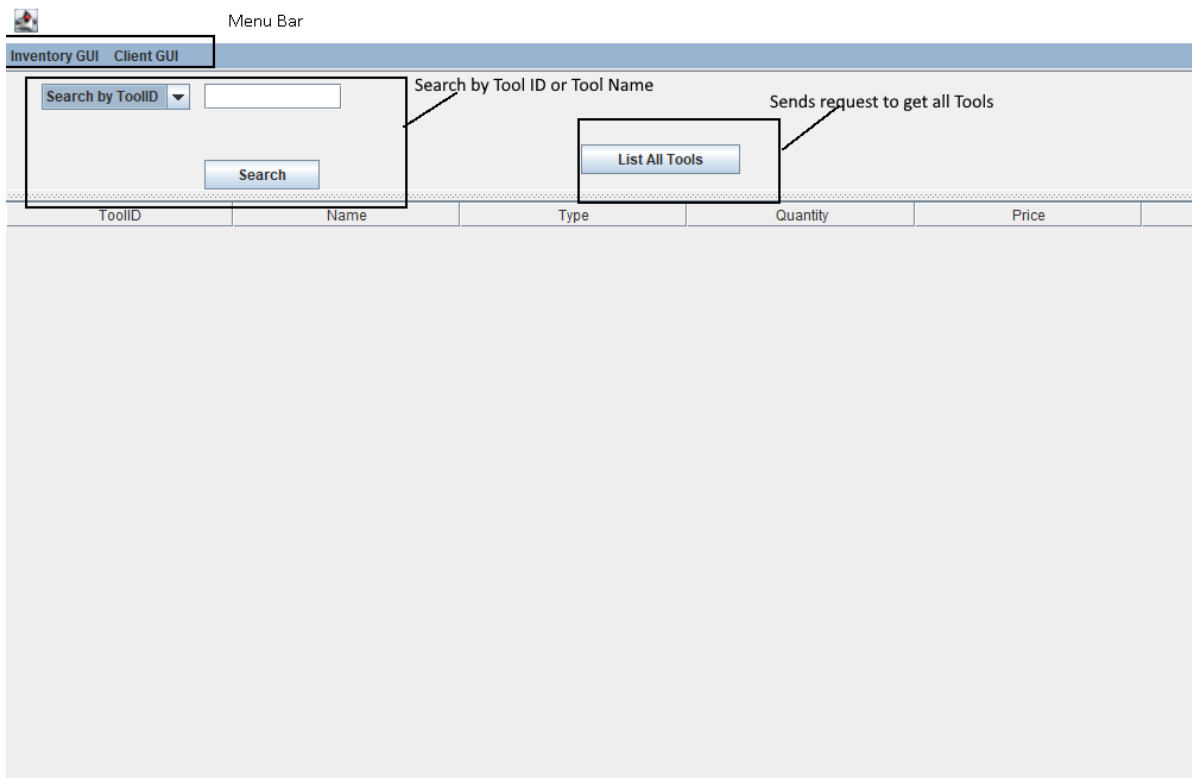 Menu Bar
Inventory GUI Client GUI
Search by Tool ID or Tool Name
Search by ToolID
Sends request to get all Tools
List All Tools
Search
ToolID Name Type Quantity Price